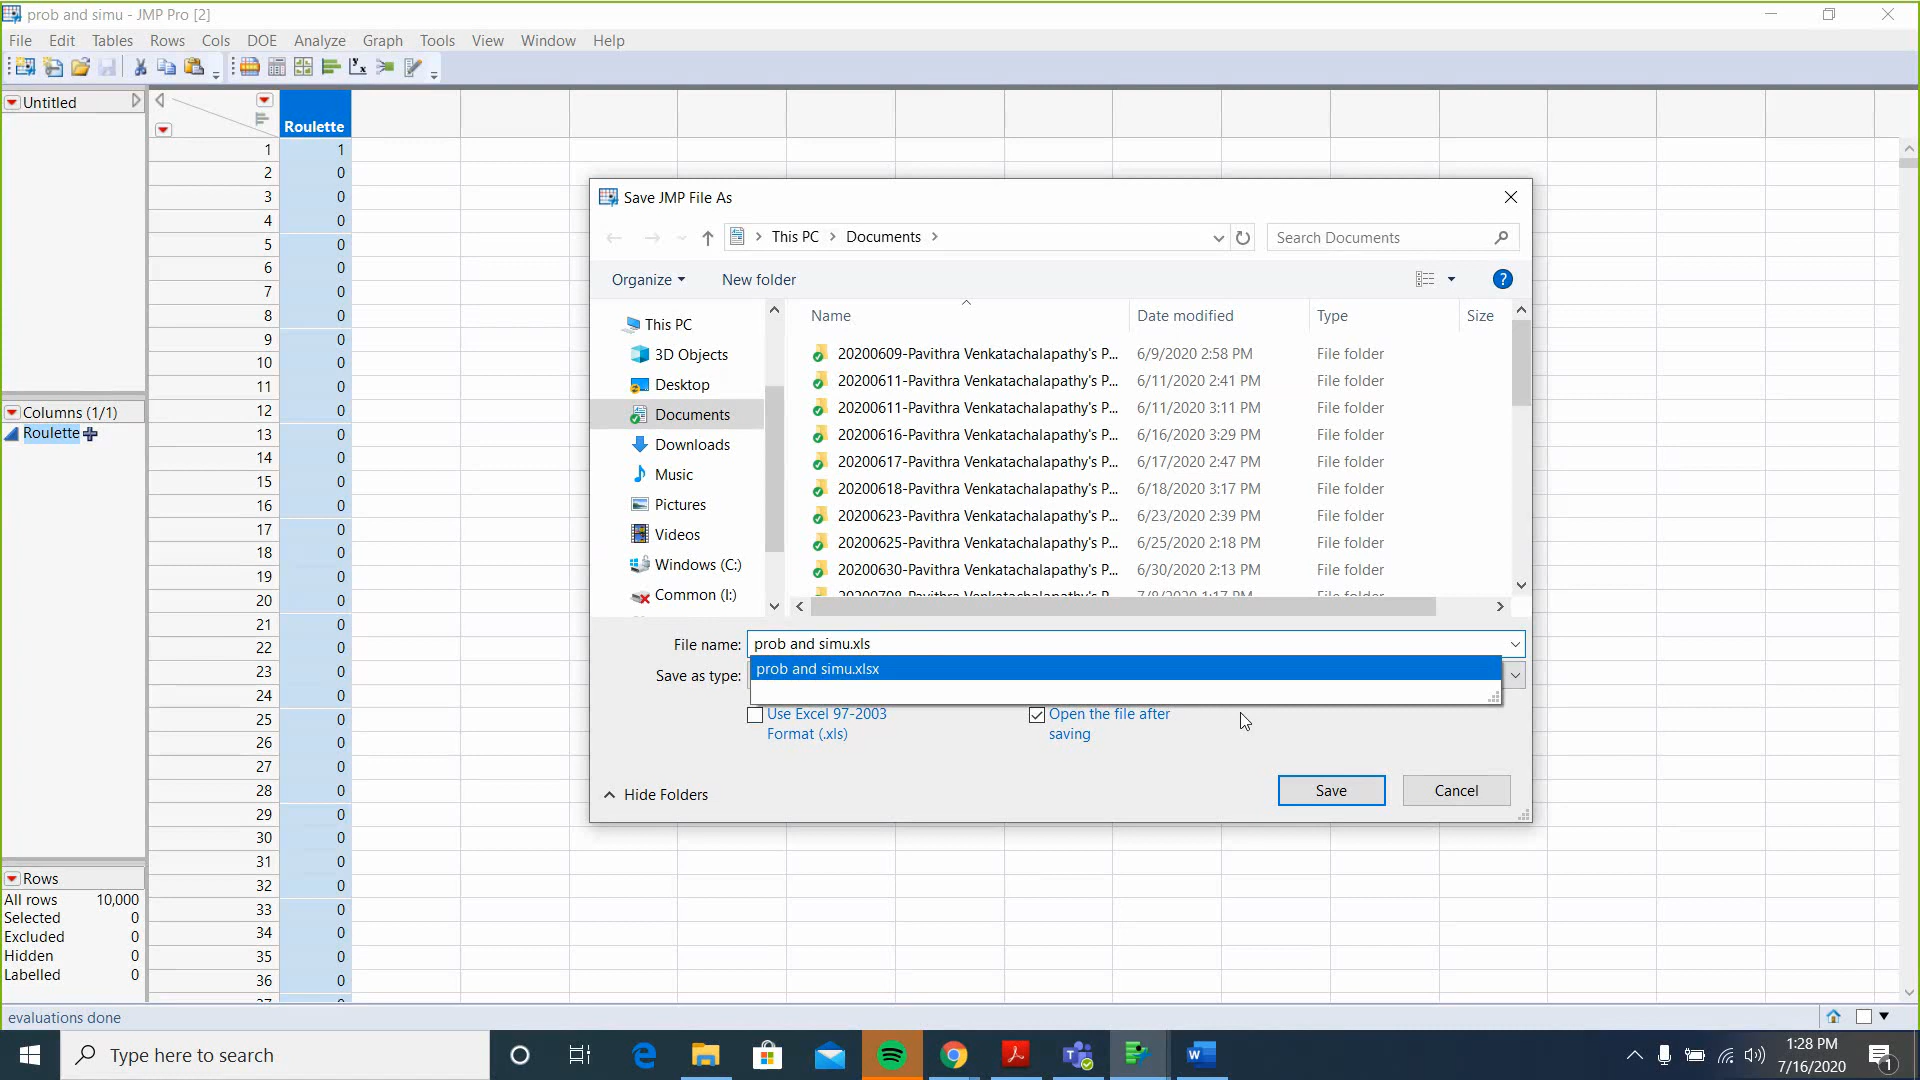 prob and simu - JMP Pro [2]
File Edit Tables Rows Cols DOE Analyze Graph Tools View Window Help
Untitled
Roulette
1 1
2 0
3 0
4 0
5 0
6 0
7 0
8 0
9 0
10 0
11 0
12 0
13 0
14 0
15 0
16 0
17 0
18 0
19 0
20 0
21 0
22 0
23 0
24 0
25 0
26 0
27 0
28 0
29 0
30 0
31 0
32 0
33 0
34 0
35 0
36 0
Columns (1/1)
Roulette
Rows
All rows 10,000
Selected 0
Excluded 0
Hidden 0
Labelled 0
evaluations done
Save JMP File As
This PC > Documents >
Search Documents
Organize New folder
This PC
3D Objects
Desktop
Documents
Downloads
Music
Pictures
Videos
Windows (C:)
Common (I:)
Name Date modified Type Size
20200609-Pavithra Venkatachalapathy's P... 6/9/2020 2:58 PM File folder
20200611-Pavithra Venkatachalapathy's P... 6/11/2020 2:41 PM File folder
20200611-Pavithra Venkatachalapathy's P... 6/11/2020 3:11 PM File folder
20200616-Pavithra Venkatachalapathy's P... 6/16/2020 3:29 PM File folder
20200617-Pavithra Venkatachalapathy's P... 6/17/2020 2:47 PM File folder
20200618-Pavithra Venkatachalapathy's P... 6/18/2020 3:17 PM File folder
20200623-Pavithra Venkatachalapathy's P... 6/23/2020 2:39 PM File folder
20200625-Pavithra Venkatachalapathy's P... 6/25/2020 2:18 PM File folder
20200630-Pavithra Venkatachalapathy's P... 6/30/2020 2:13 PM File folder
File name: prob and simu.xls
prob and simu.xlsx
Save as type:
Use Excel 97-2003
Format (.xls)
Open the file after
saving
Hide Folders
Save Cancel
Type here to search
1:28 PM
7/16/2020
1